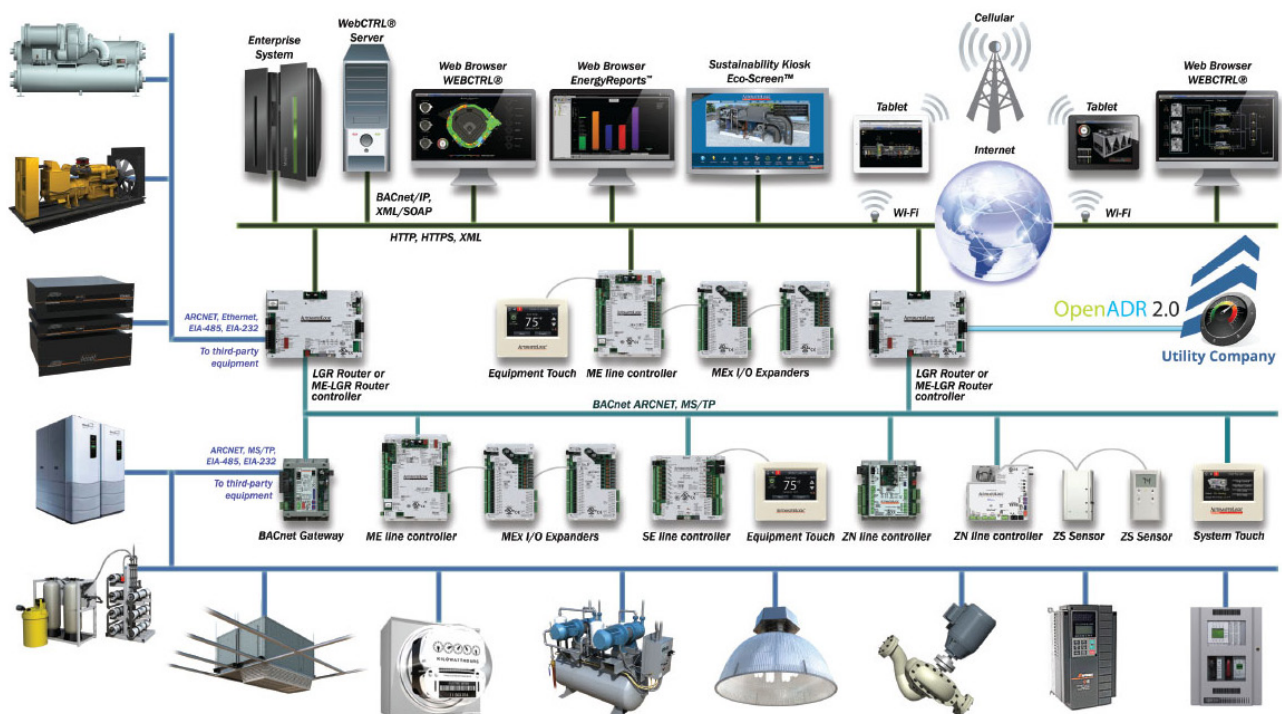 Enterprise
System
WebCTRL®
Server
Web Browser
WEBCTRL®
Web Browser
EnergyReports™
Sustainability Kiosk
Eco-Screen™
Tablet
Cellular
Internet
Tablet
Web Browser
WEBCTRL®
BACnet/IP,
XML/SOAP
HTTP, HTTPS, XML
Wi-Fi
Wi-Fi
ARCNET, Ethernet,
EIA-485, EIA-232
To third-party
equipment
LGR Router or
ME-LGR Router
controller
75
Equipment Touch
ME line controller
MEx I/O Expanders
LGR Router or
ME-LGR Router
controller
OpenADR 2.0
Utility Company
BACnet ARCNET, MS/TP
ARCNET, MS/TP,
EIA-485, EIA-232
To third-party
equipment
BACnet Gateway
ME line controller
MEx I/O Expanders
SE line controller
75
Equipment Touch
ZN line controller
ZN line controller
ZS Sensor
ZS Sensor
System Touch
KILOWATTHOURS